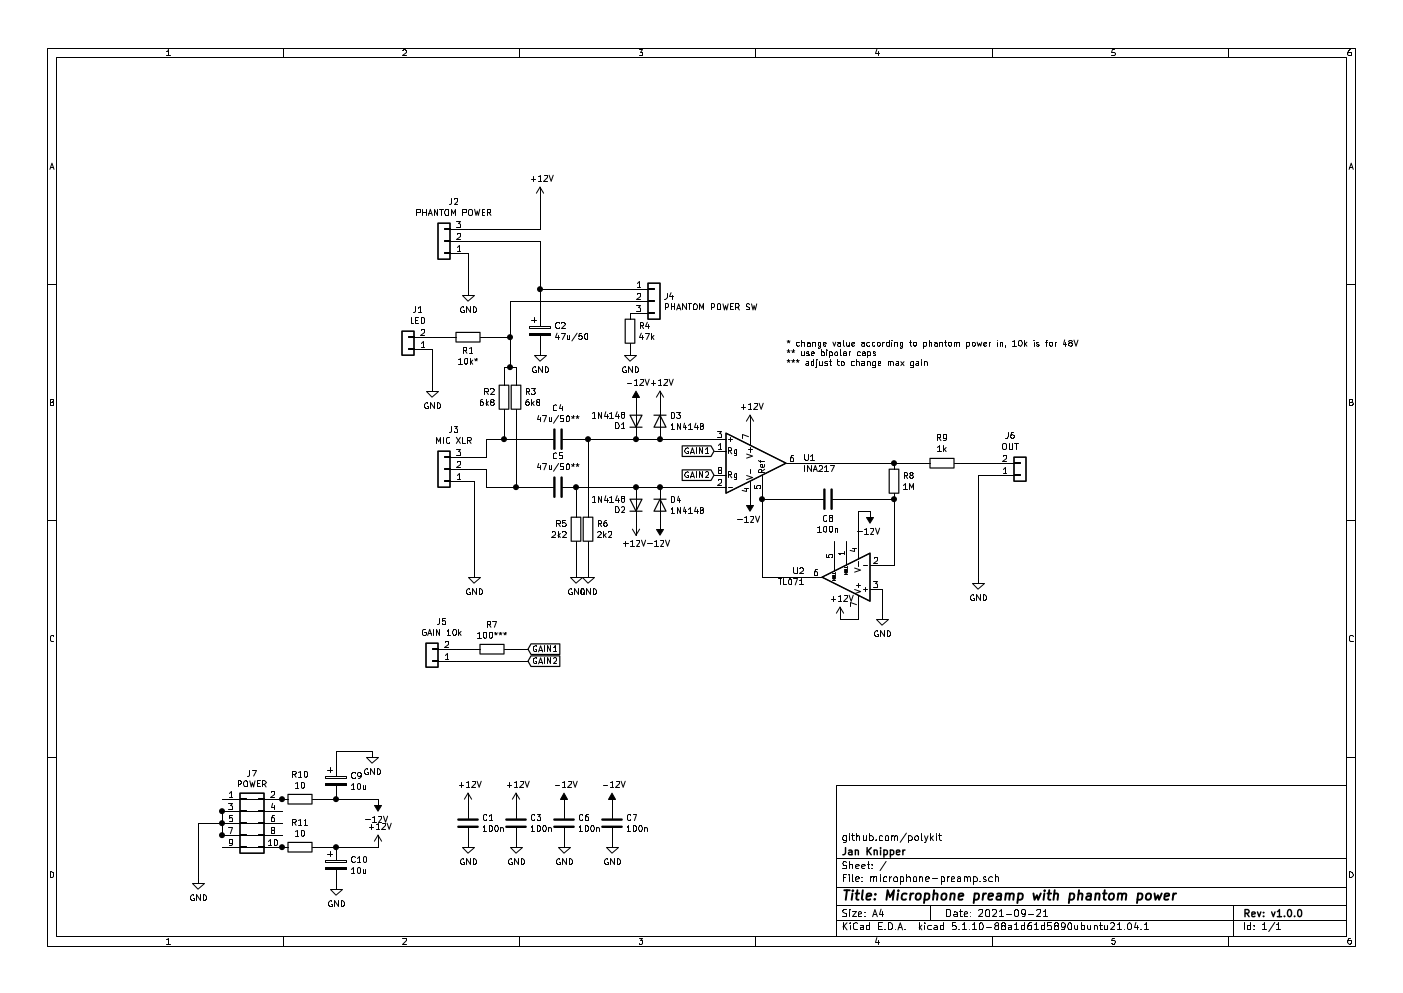 1 2 3 4 5 6
A A
+12V
J2
PHANTOM POWER
3
2
1
GND
1
2
3
J4
PHANTOM POWER SW
J1
LED
2
1
R1
10k*
+
C2
47u/50
GND
R4
47k
GND
GND
* change value according to phantom power in, 10k is for 48V
** use bipolar caps
*** adjust to change max gain
B B
R2
6k8
R3
6k8
-12V +12V
C4
47u/50**
1N4148
D1
D3
1N4148
+12V
J3
MIC XLR
3
2
1
C5
47u/50**
GAIN1
GAIN2
3 +
1 Rg
8 Rg
2 -
7 V+
V- 4
Ref 5
6
U1
INA217
-12V
R9
1k
J6
OUT
2
1
R8
1M
1N4148
D2
D4
1N4148
R5
2k2
R6
2k2
+12V -12V
C8
100n
-12V
U2
TL071
6
5
1
4 V-
- 2
+ 3
V+ 7
+12V
GND
GND
GND
GND GND
J5
GAIN 10k
2
1
R7
100***
GAIN1
GAIN2
C C
J7
POWER
1 2
3 4
5 6
7 8
9 10
R10
10
+
C9
10u
GND
-12V
+12V
R11
10
+
C10
10u
GND
GND
+12V +12V -12V -12V
C1
100n
C3
100n
C6
100n
C7
100n
GND GND GND GND
D D
github.com/polykit
Jan Knipper
Sheet: /
File: microphone-preamp.sch
Title: Microphone preamp with phantom power
Size: A4 Date: 2021-09-21 Rev: v1.0.0
KiCad E.D.A. kicad 5.1.10-88a1d61d5890ubuntu21.04.1 Id: 1/1
1 2 3 4 5 6